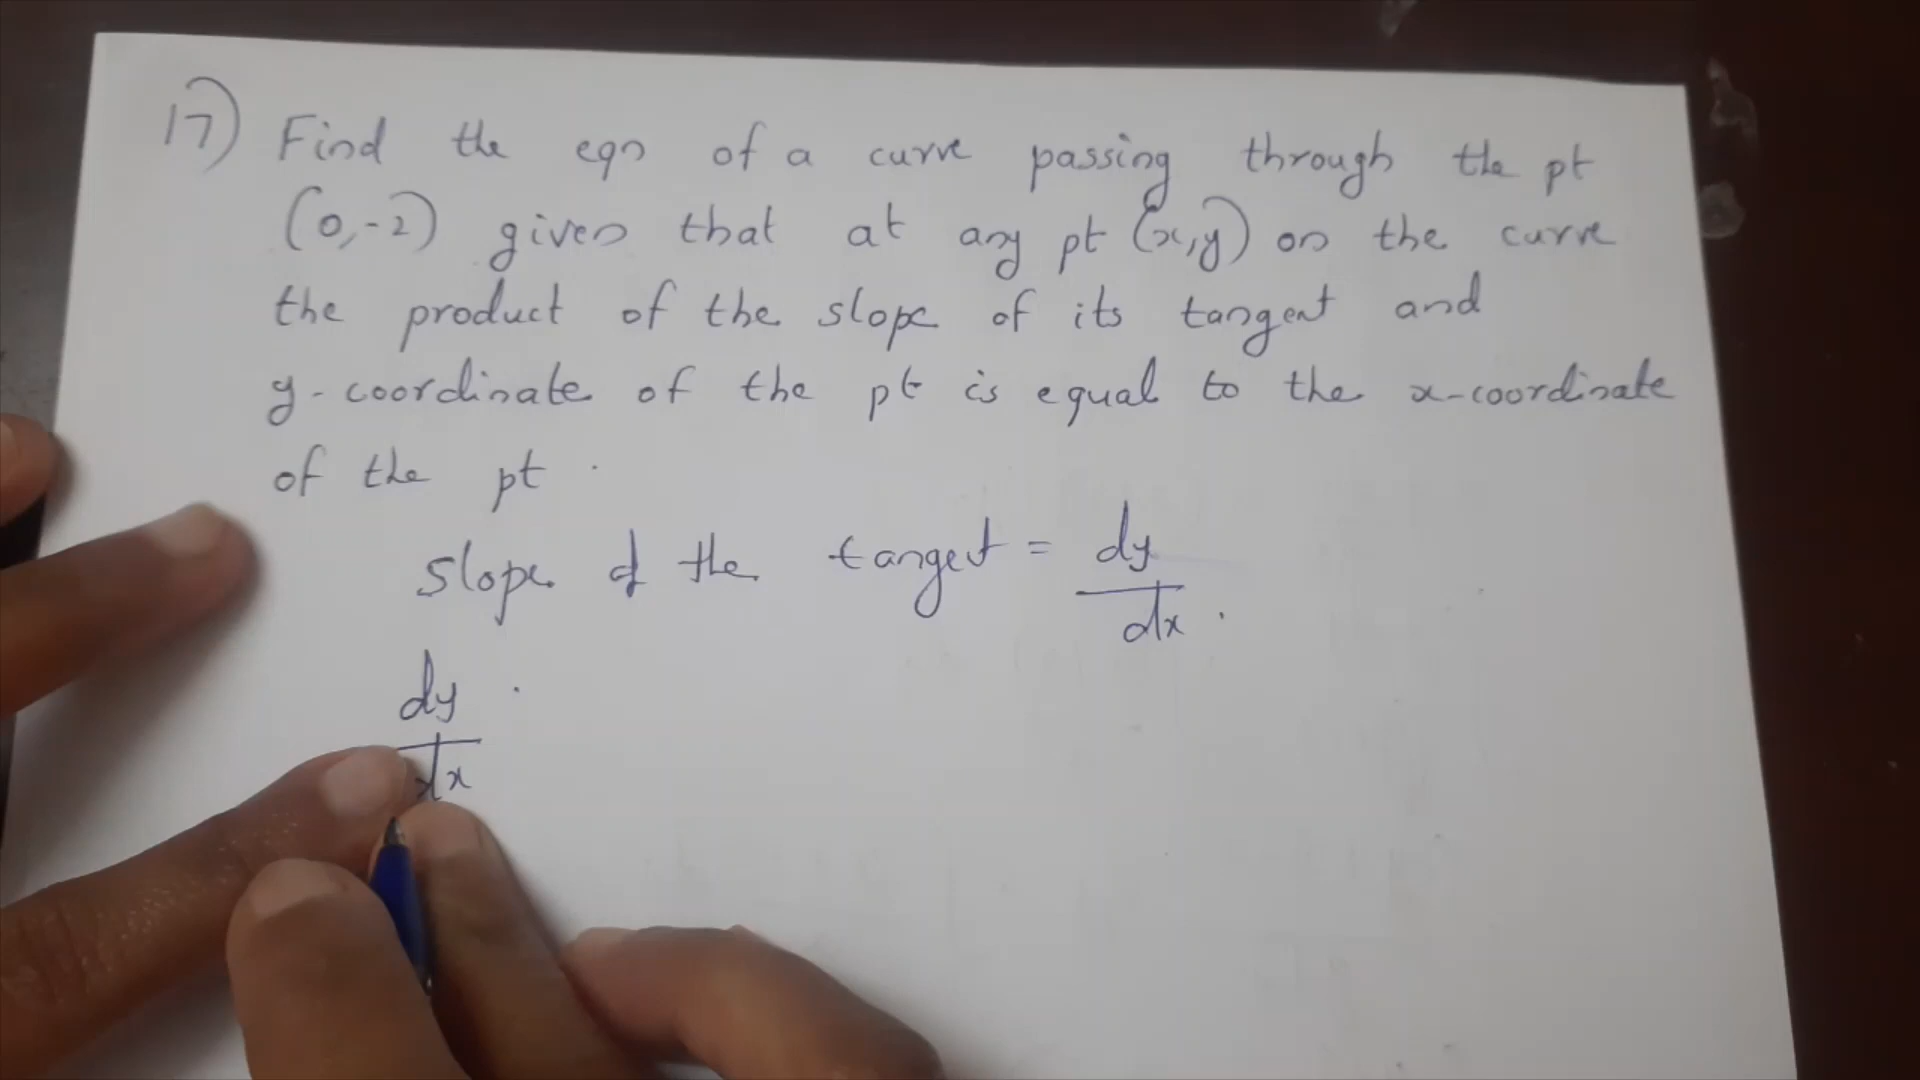 17) Find the eqn of a curve passing through the pt
(0,-2) given that at any pt (x,y) on the curve
the product of the slope of its tangent and
y-coordinate of the pt is equal to the x-coordinate
of the pt.
Slope of the tangent = dy/dx.
dy/dx .